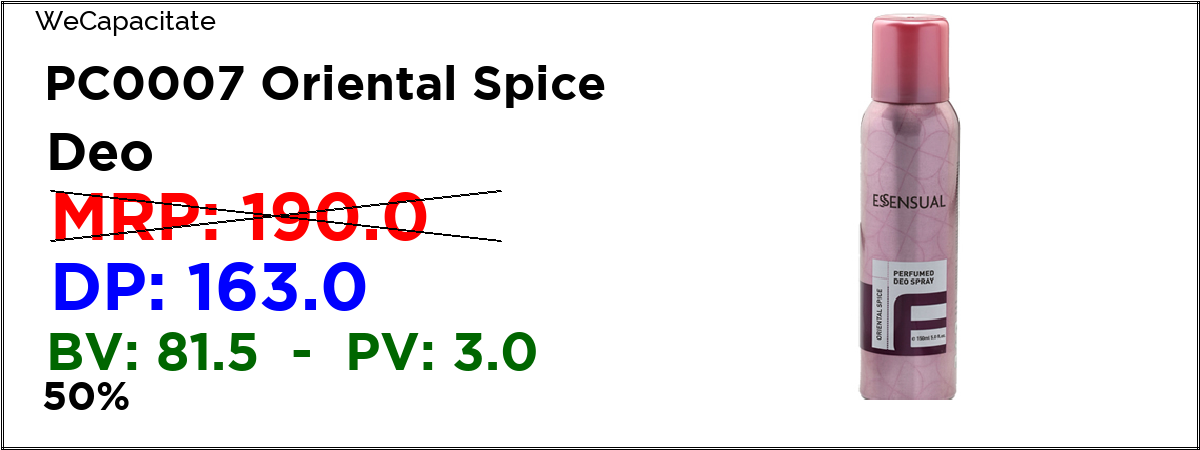 WeCapacitate
PC0007 Oriental Spice
Deo
MRP: 190.0
DP: 163.0
BV: 81.5 - PV: 3.0
50%
ESSENSUAL
PERFUMED
DEO SPRAY
ORIENTAL SPICE